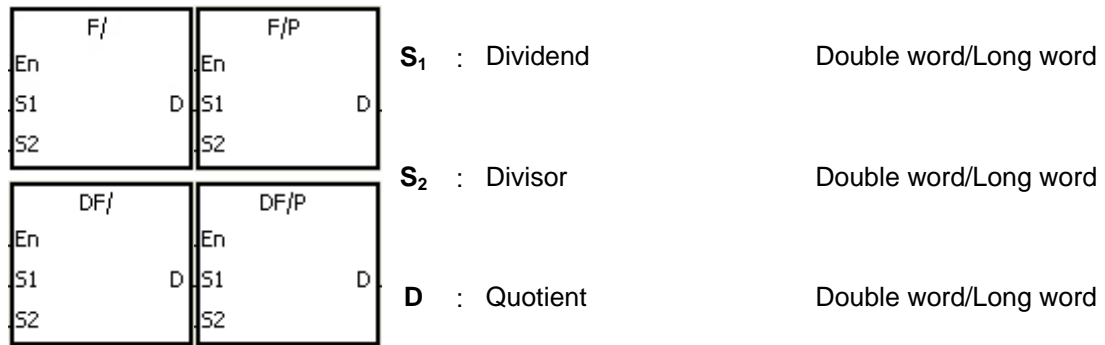 F/ F/P
En En
S1 D S1 D
S2 S2
DF/ DF/P
En En
S1 D S1 D
S2 S2
S₁ : Dividend Double word/Long word
S₂ : Divisor Double word/Long word
D : Quotient Double word/Long word